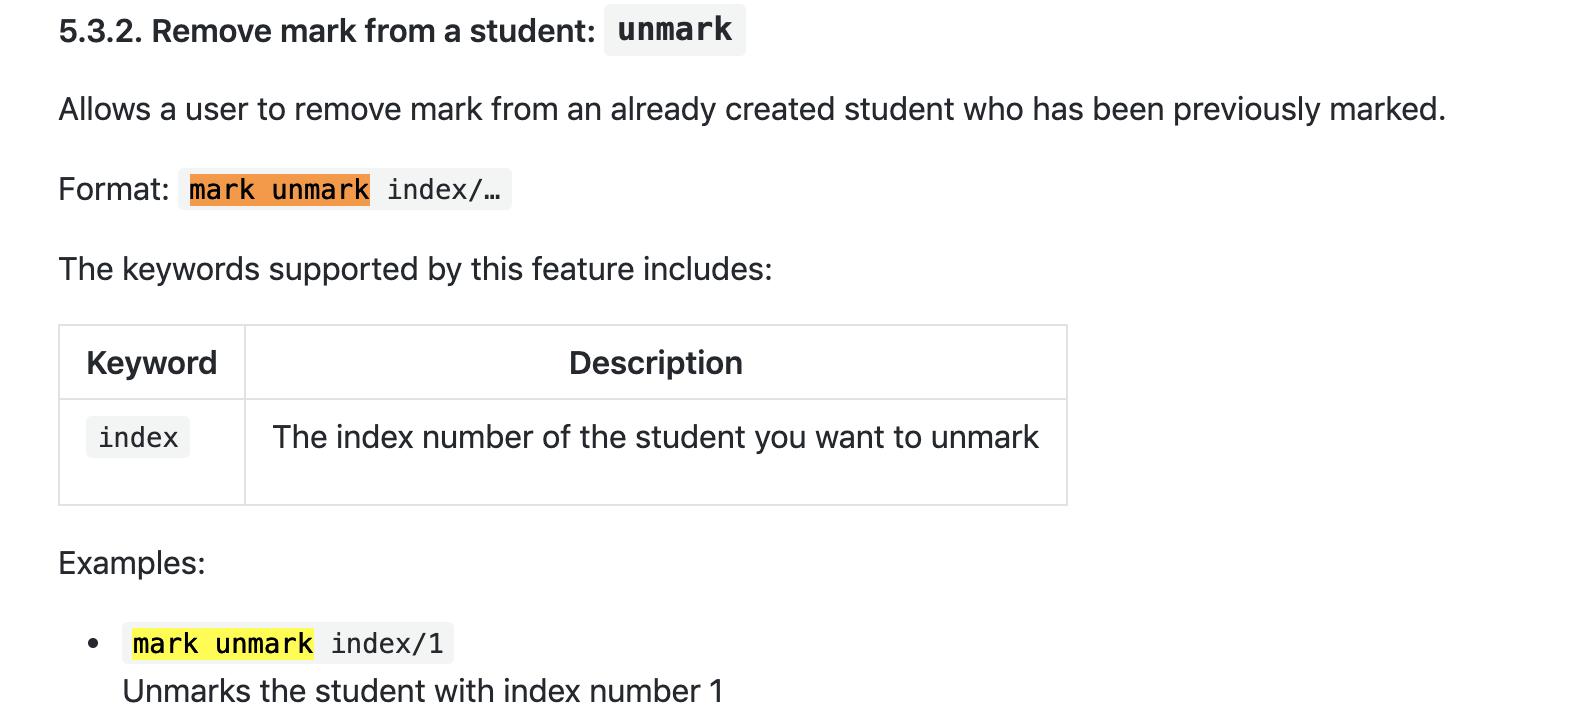 5.3.2. Remove mark from a student: unmark
Allows a user to remove mark from an already created student who has been previously marked.
Format: mark unmark index/…
The keywords supported by this feature includes:
Keyword Description
index The index number of the student you want to unmark
Examples:
• mark unmark index/1
Unmarks the student with index number 1